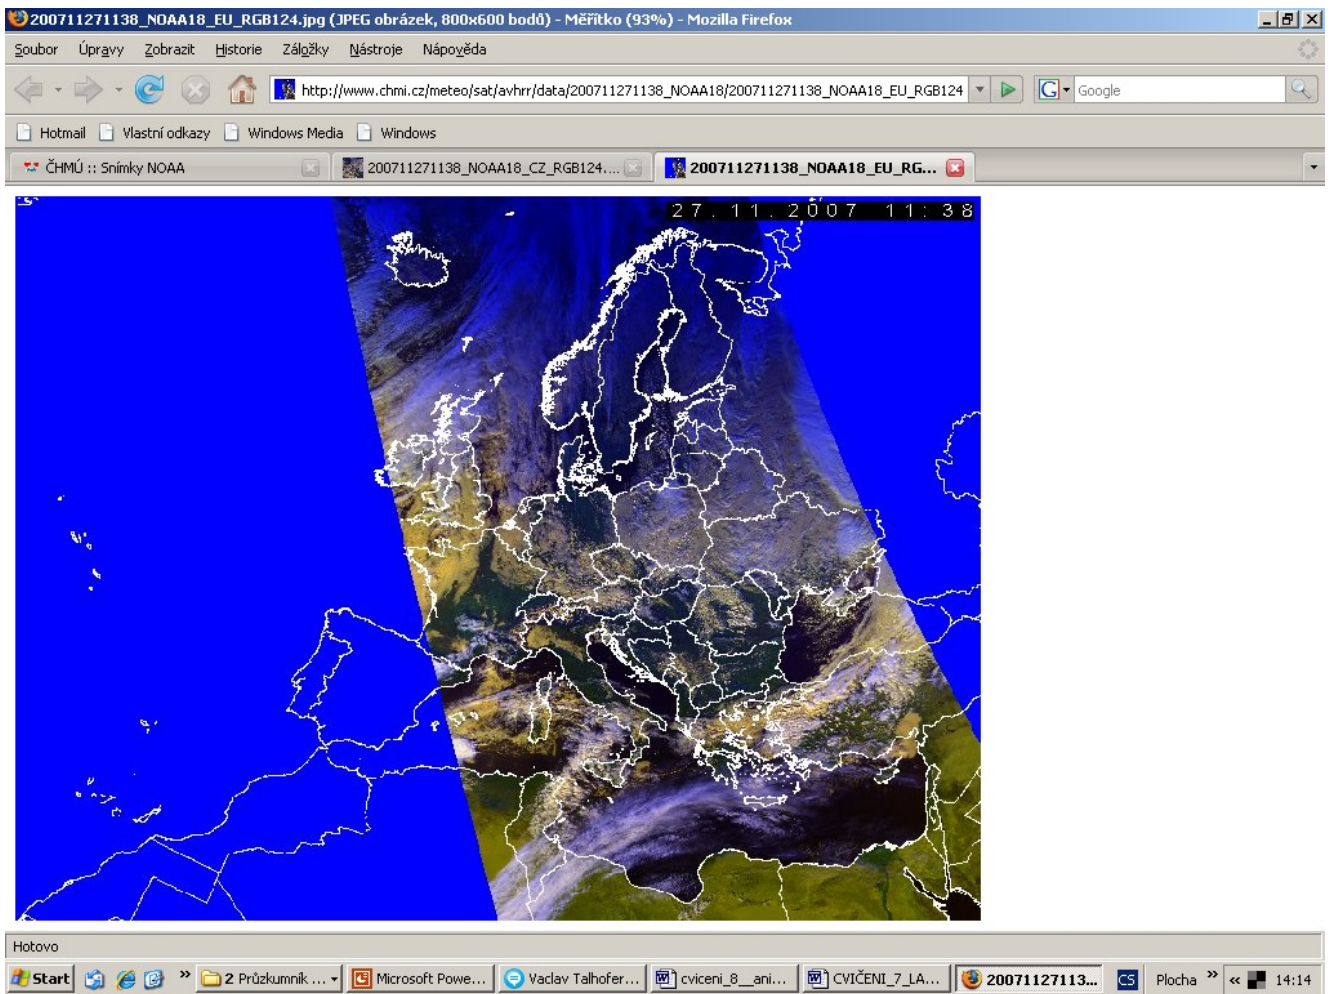 200711271138_NOAA18_EU_RGB124.jpg (JPEG obrázek, 800x600 bodů) - Měřítko (93%) - Mozilla Firefox
Soubor Úpravy Zobrazit Historie Záložky Nástroje Nápověda
http://www.chmi.cz/meteo/sat/avhrr/data/200711271138_NOAA18/200711271138_NOAA18_EU_RGB124 G Google
Hotmail Vlastní odkazy Windows Media Windows
ČHMÚ :: Snímky NOAA 200711271138_NOAA18_CZ_RGB124.... 200711271138_NOAA18_EU_RG...
27.11.2007 11:38
Hotovo
Start » 2 Průzkumník ... Microsoft Powe... Vaclav Talhofer... cviceni_8__ani... CVIČENI_7_LA... 20071127113... CS Plocha » « 14:14